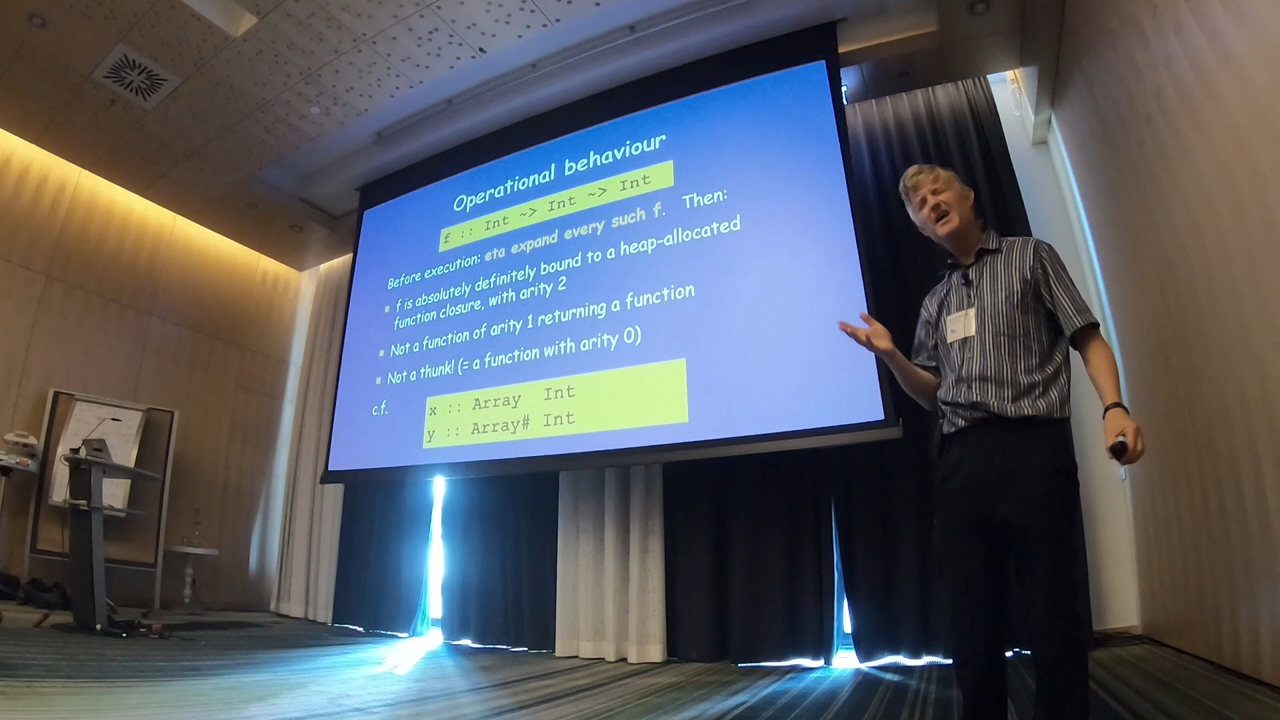 Operational behaviour
f :: Int ~> Int ~> Int
Before execution: eta expand every such f. Then:
▪ f is absolutely definitely bound to a heap-allocated
function closure, with arity 2
▪ Not a function of arity 1 returning a function
▪ Not a thunk! (= a function with arity 0)
c.f.
x :: Array Int
y :: Array# Int